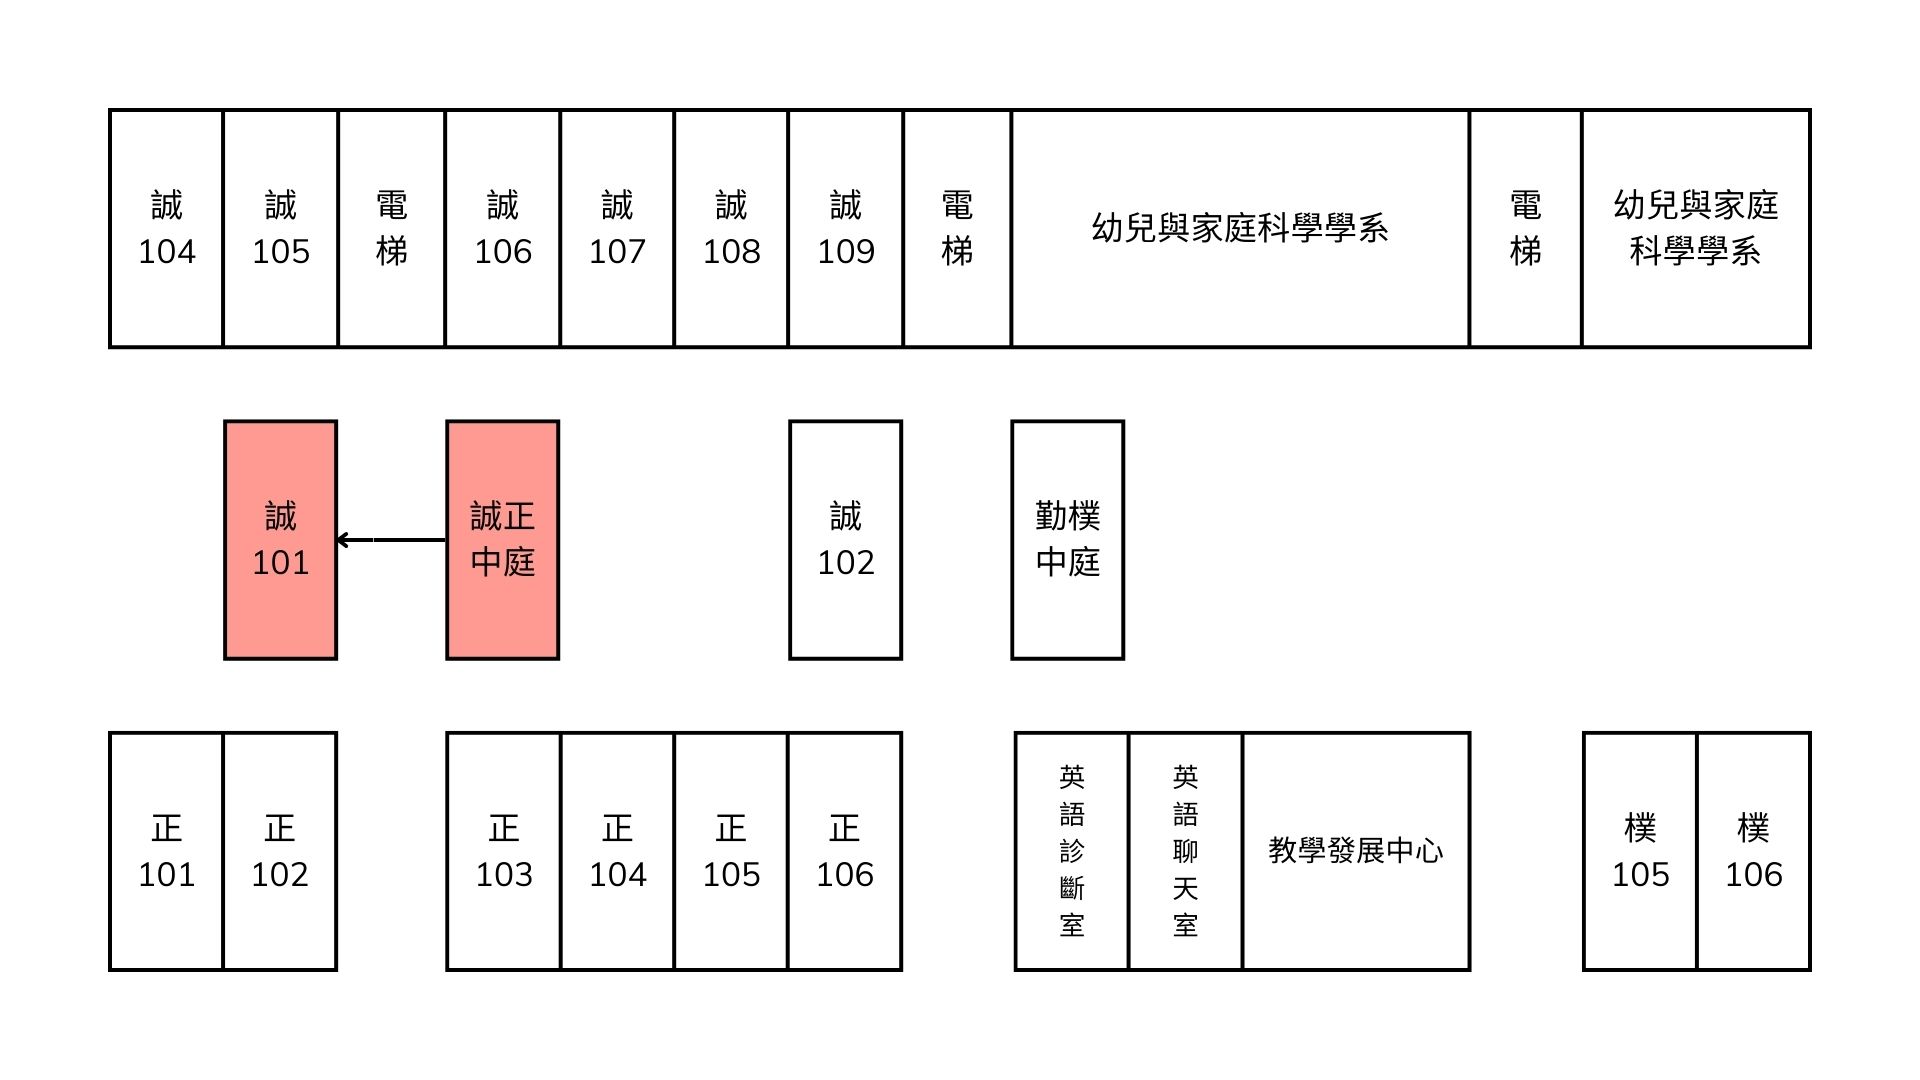 誠
104
誠
105
電
梯
誠
106
誠
107
誠
108
誠
109
電
梯
幼兒與家庭科學學系
電
梯
幼兒與家庭
科學學系
誠
101
誠正
中庭
誠
102
勤樸
中庭
正
101
正
102
正
103
正
104
正
105
正
106
英
語
診
斷
室
英
語
聊
天
室
教學發展中心
樸
105
樸
106